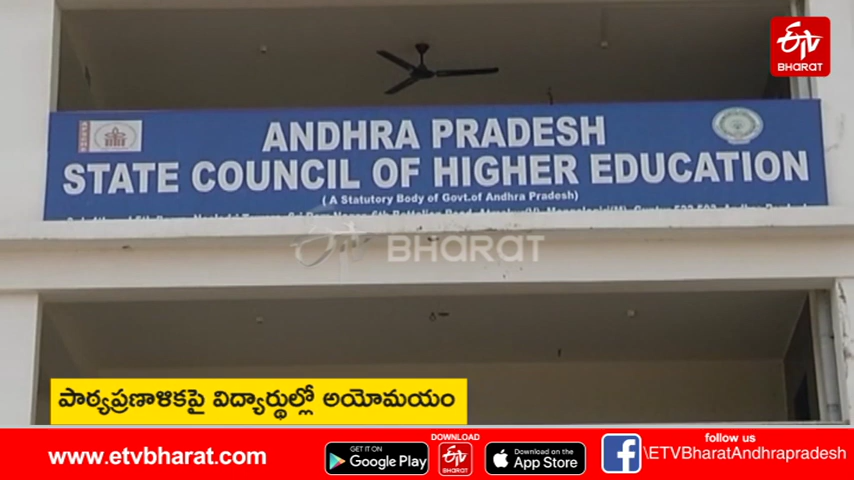 ETV
BHARAT
ANDHRA PRADESH
STATE COUNCIL OF HIGHER EDUCATION
( A Statutory Body of Govt.of Andhra Pradesh)
ETV BHARAT
పాఠ్యప్రణాళికపై విద్యార్థుల్లో అయోమయం
www.etvbharat.com
GET IT ON
Google Play
DOWNLOAD
ETV
BHARAT
Download on the
App Store
follow us
\ETVBharatAndhrapradesh